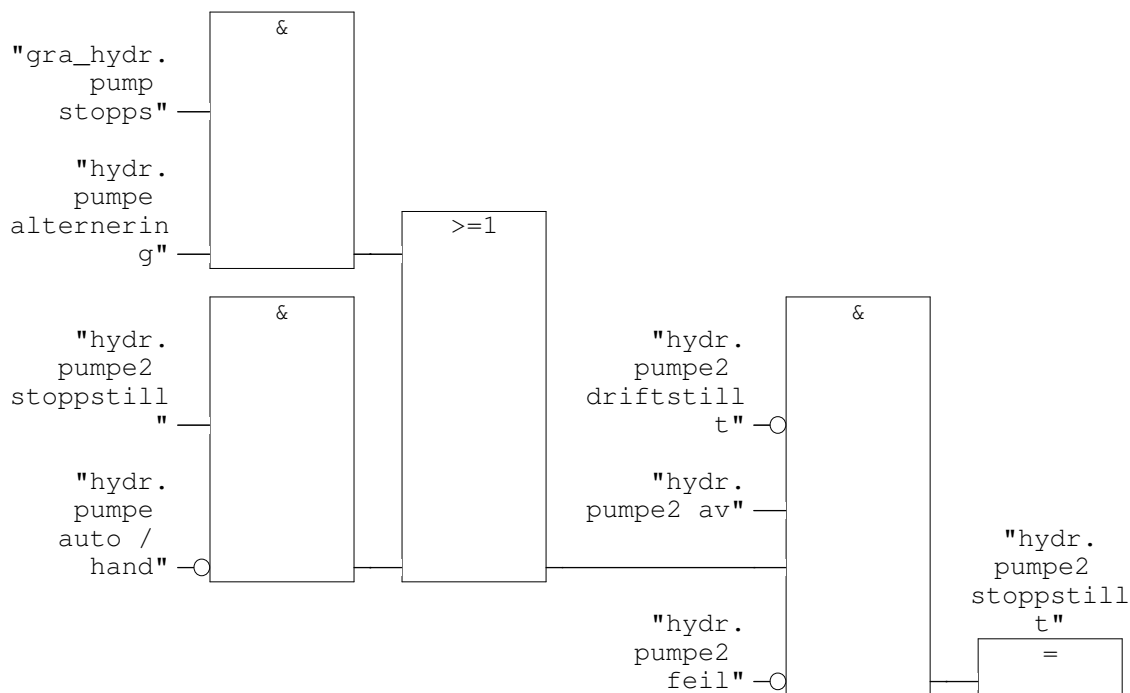 &
"gra_hydr.
pump
stopps"
"hydr.
pumpe
alternerin
g"
>=1
&
"hydr.
pumpe2
stoppstill
"
"hydr.
pumpe
auto /
hand"
&
"hydr.
pumpe2
driftstill
t"
"hydr.
pumpe2 av"
"hydr.
pumpe2
feil"
"hydr.
pumpe2
stoppstill
t"
=